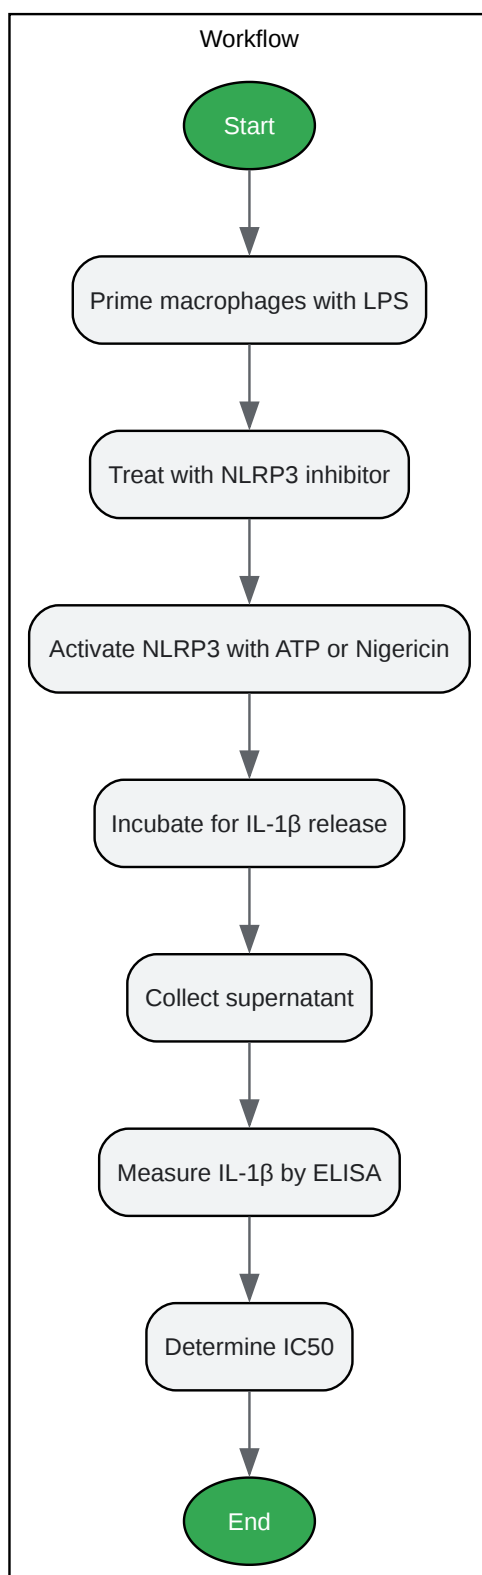 Workflow
Start
Prime macrophages with LPS
Treat with NLRP3 inhibitor
Activate NLRP3 with ATP or Nigericin
Incubate for IL-1β release
Collect supernatant
Measure IL-1β by ELISA
Determine IC50
End